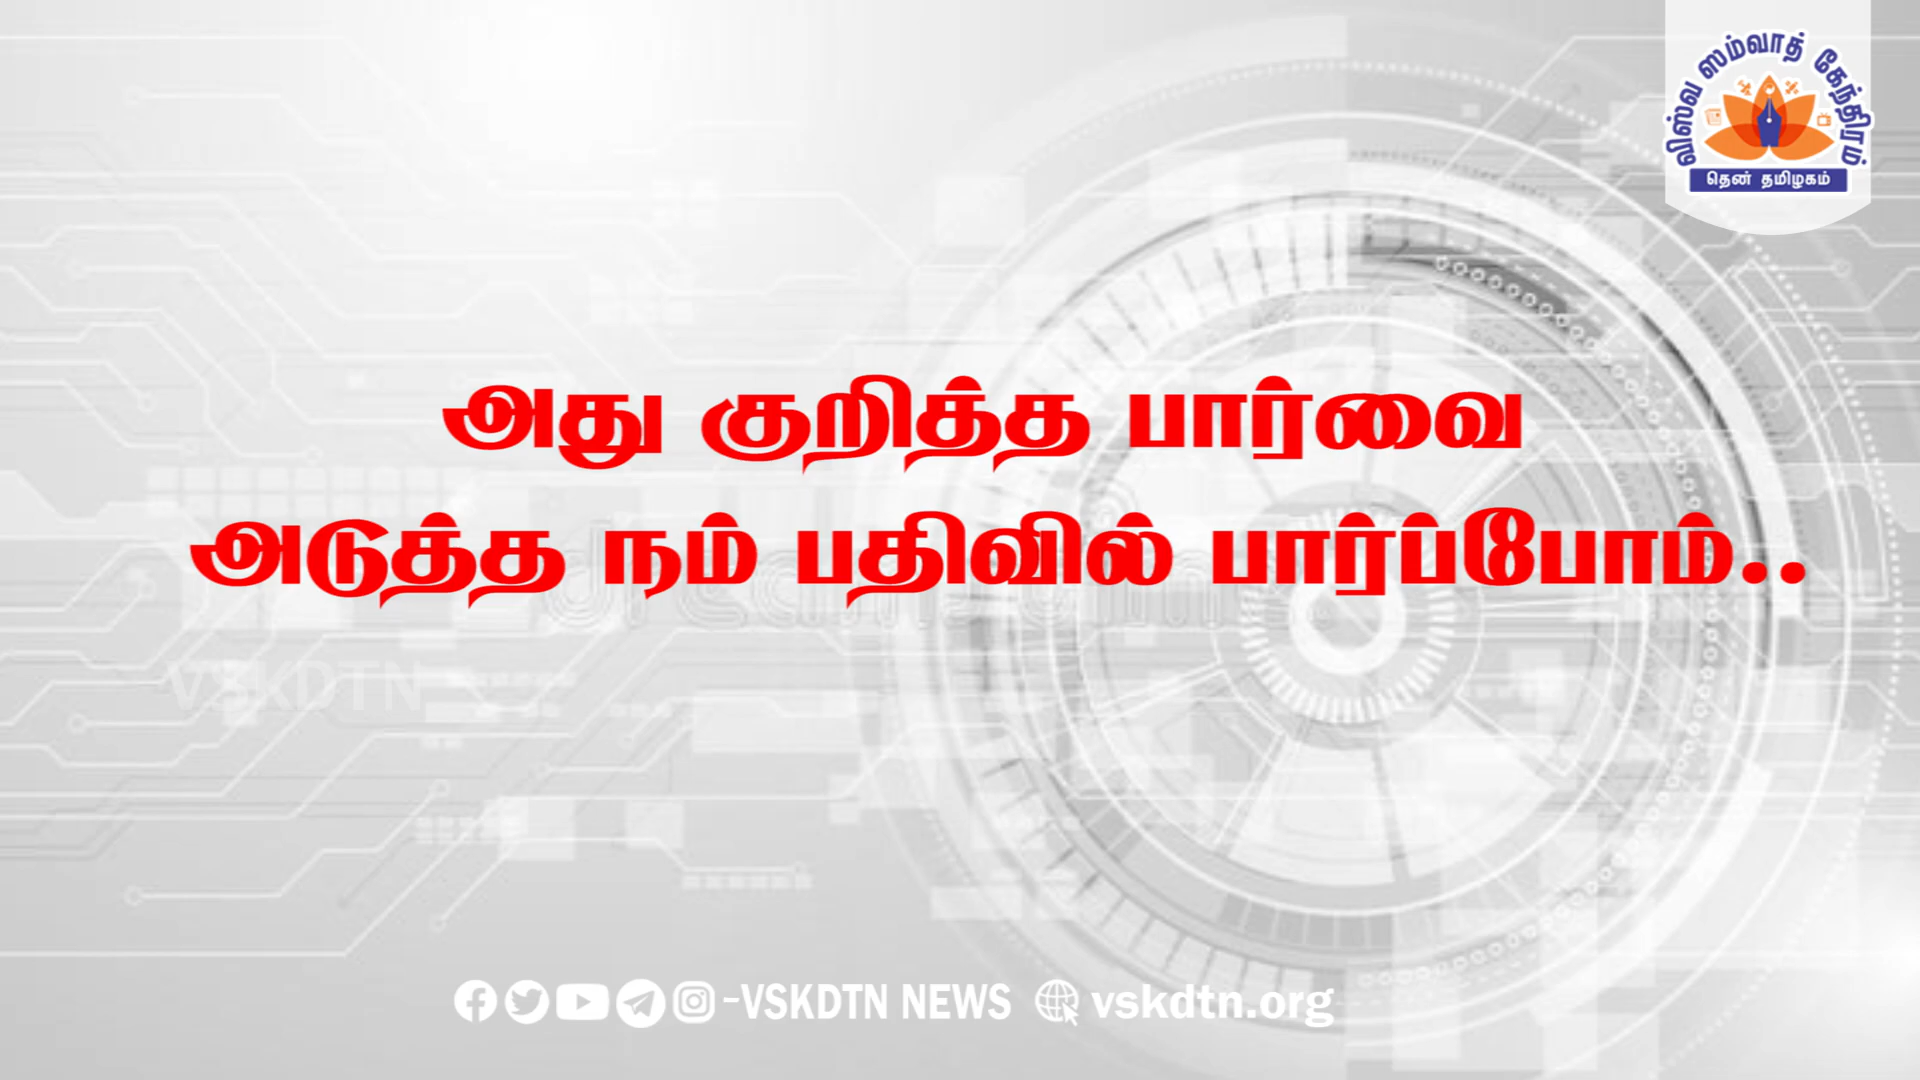 விஸ்வ ஸம்வாத் கேந்திரம்
தென் தமிழகம்
அது குறித்த பார்வை
அடுத்த நம் பதிவில் பார்ப்போம்..
VSKDTN
-VSKDTN NEWS vskdtn.org